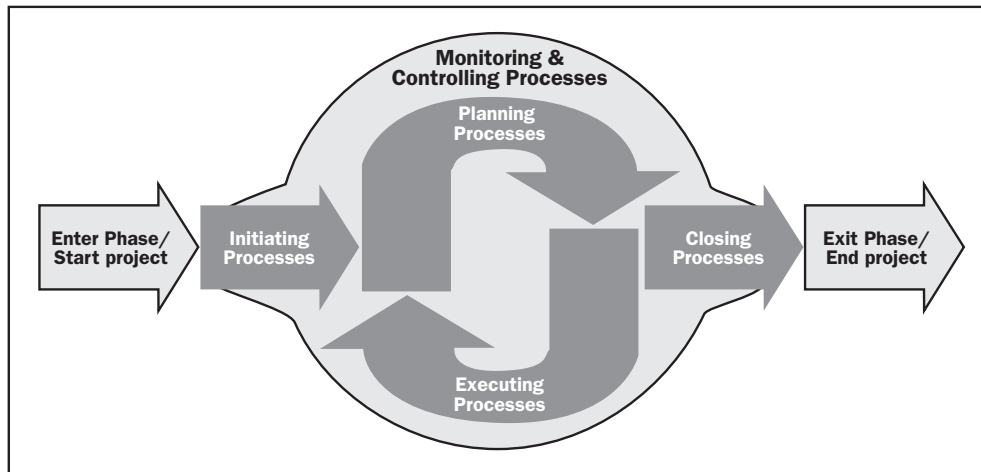 Monitoring &
Controlling Processes
Planning
Processes
Enter Phase/
Start project
Initiating
Processes
Closing
Processes
Exit Phase/
End project
Executing
Processes